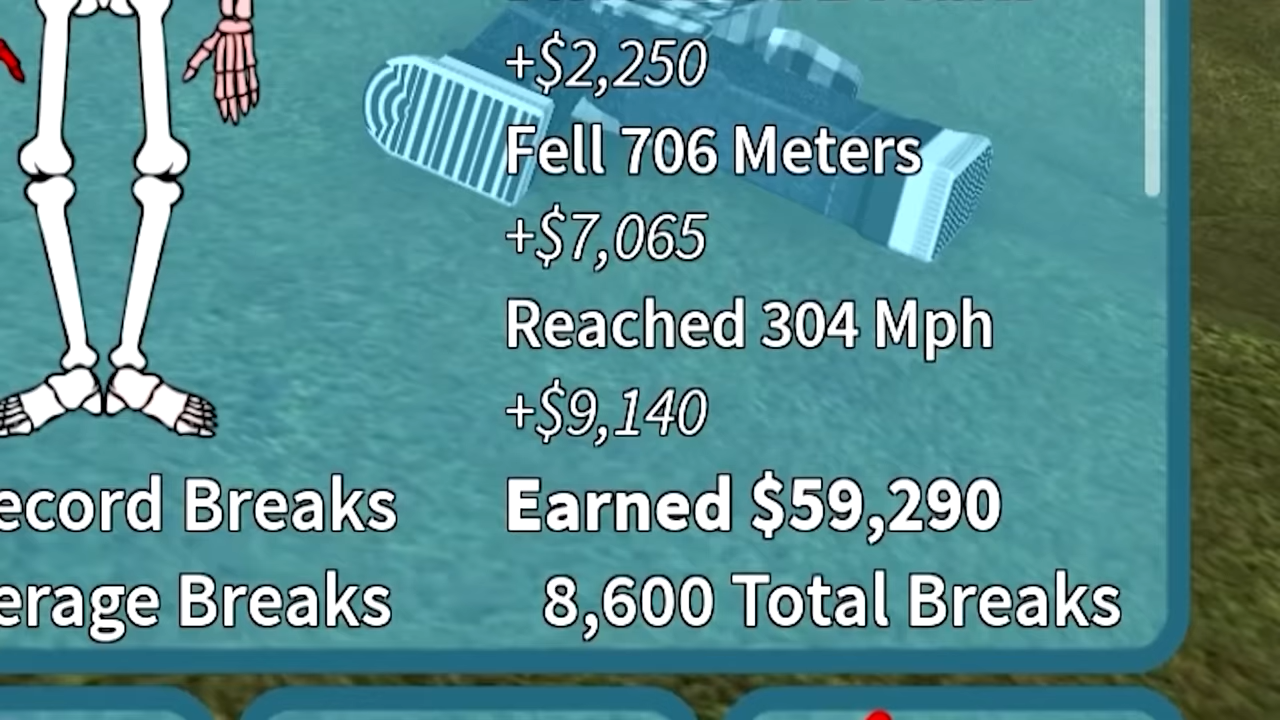 +$2,250
Fell 706 Meters
+$7,065
Reached 304 Mph
+$9,140
Earned $59,290
ecord Breaks
erage Breaks
8,600 Total Breaks